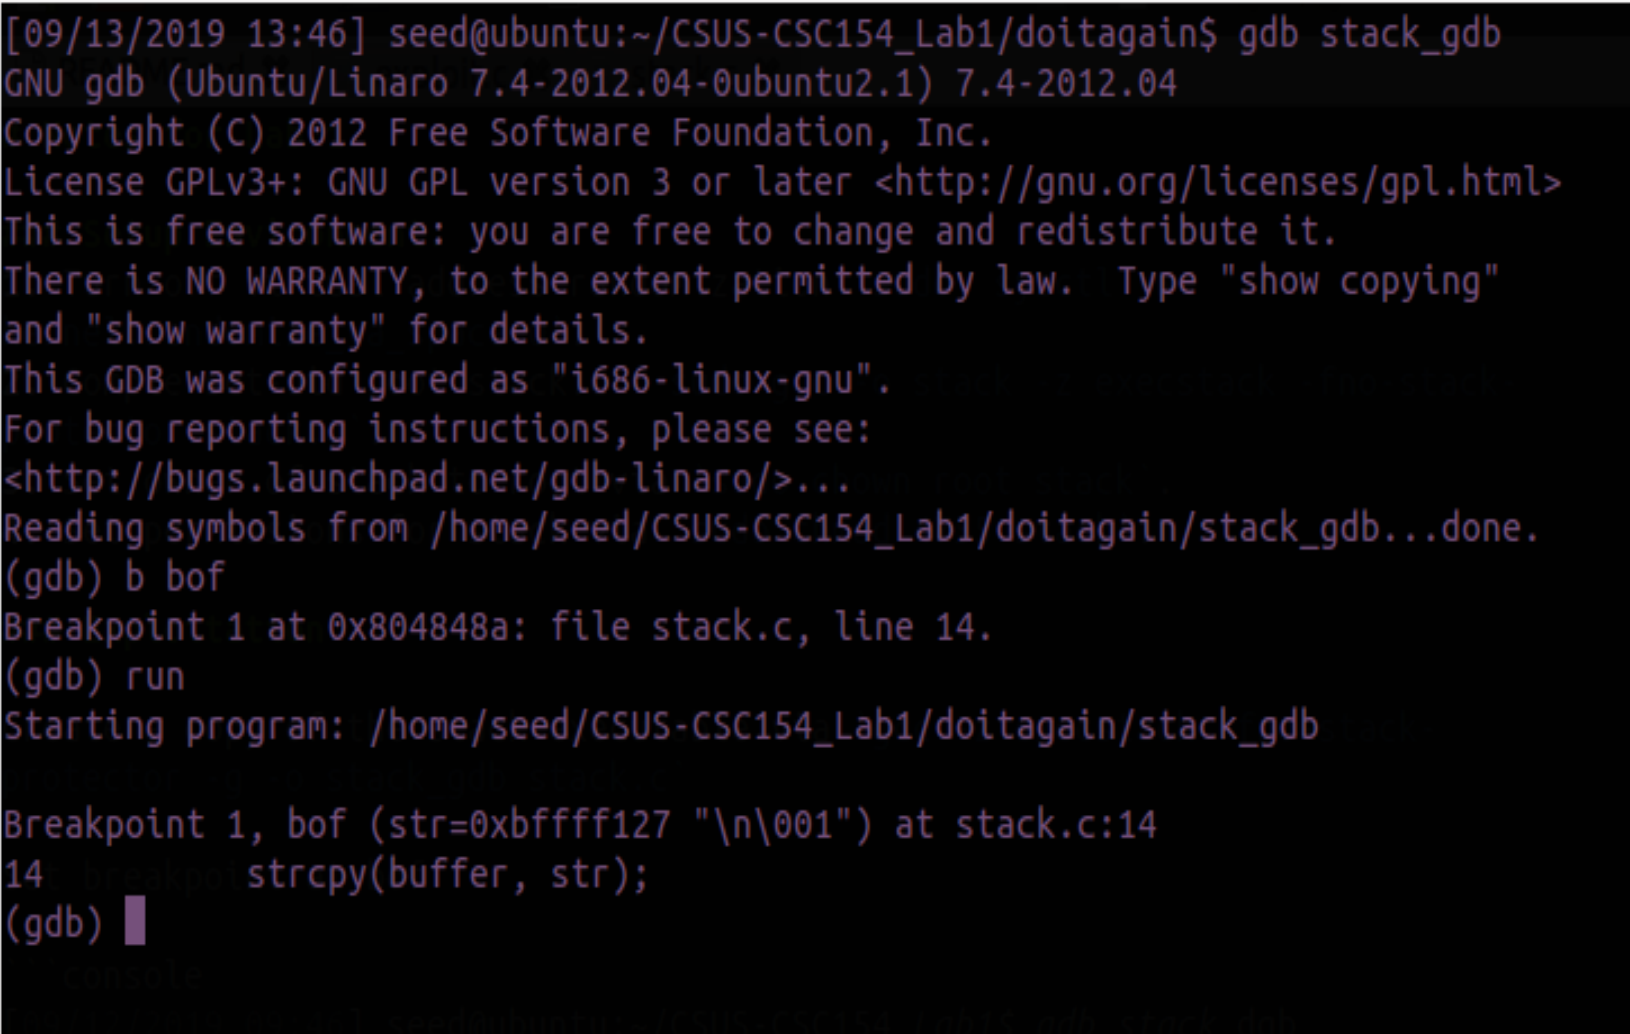 [09/13/2019 13:46] seed@ubuntu:~/CSUS-CSC154_Lab1/doitagain$ gdb stack_gdb
GNU gdb (Ubuntu/Linaro 7.4-2012.04-0ubuntu2.1) 7.4-2012.04
Copyright (C) 2012 Free Software Foundation, Inc.
License GPLv3+: GNU GPL version 3 or later <http://gnu.org/licenses/gpl.html>
This is free software: you are free to change and redistribute it.
There is NO WARRANTY, to the extent permitted by law.  Type "show copying"
and "show warranty" for details.
This GDB was configured as "i686-linux-gnu".
For bug reporting instructions, please see:
<http://bugs.launchpad.net/gdb-linaro/>...
Reading symbols from /home/seed/CSUS-CSC154_Lab1/doitagain/stack_gdb...done.
(gdb) b bof
Breakpoint 1 at 0x804848a: file stack.c, line 14.
(gdb) run
Starting program: /home/seed/CSUS-CSC154_Lab1/doitagain/stack_gdb
protector -g -o stack_gdb stack.c`
Breakpoint 1, bof (str=0xbffff127 "\n\001") at stack.c:14
14          strcpy(buffer, str);
(gdb)
```console